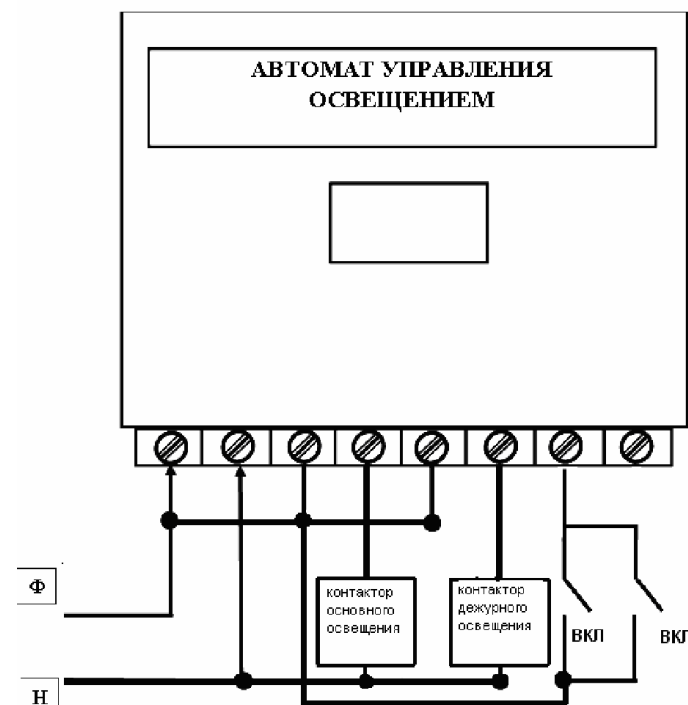 АВТОМАТ УПРАВЛЕНИЯ
ОСВЕЩЕНИЕМ
Ф
контактор
основного
освещения
контактор
дежурного
освещения
ВКЛ
ВКЛ
Н